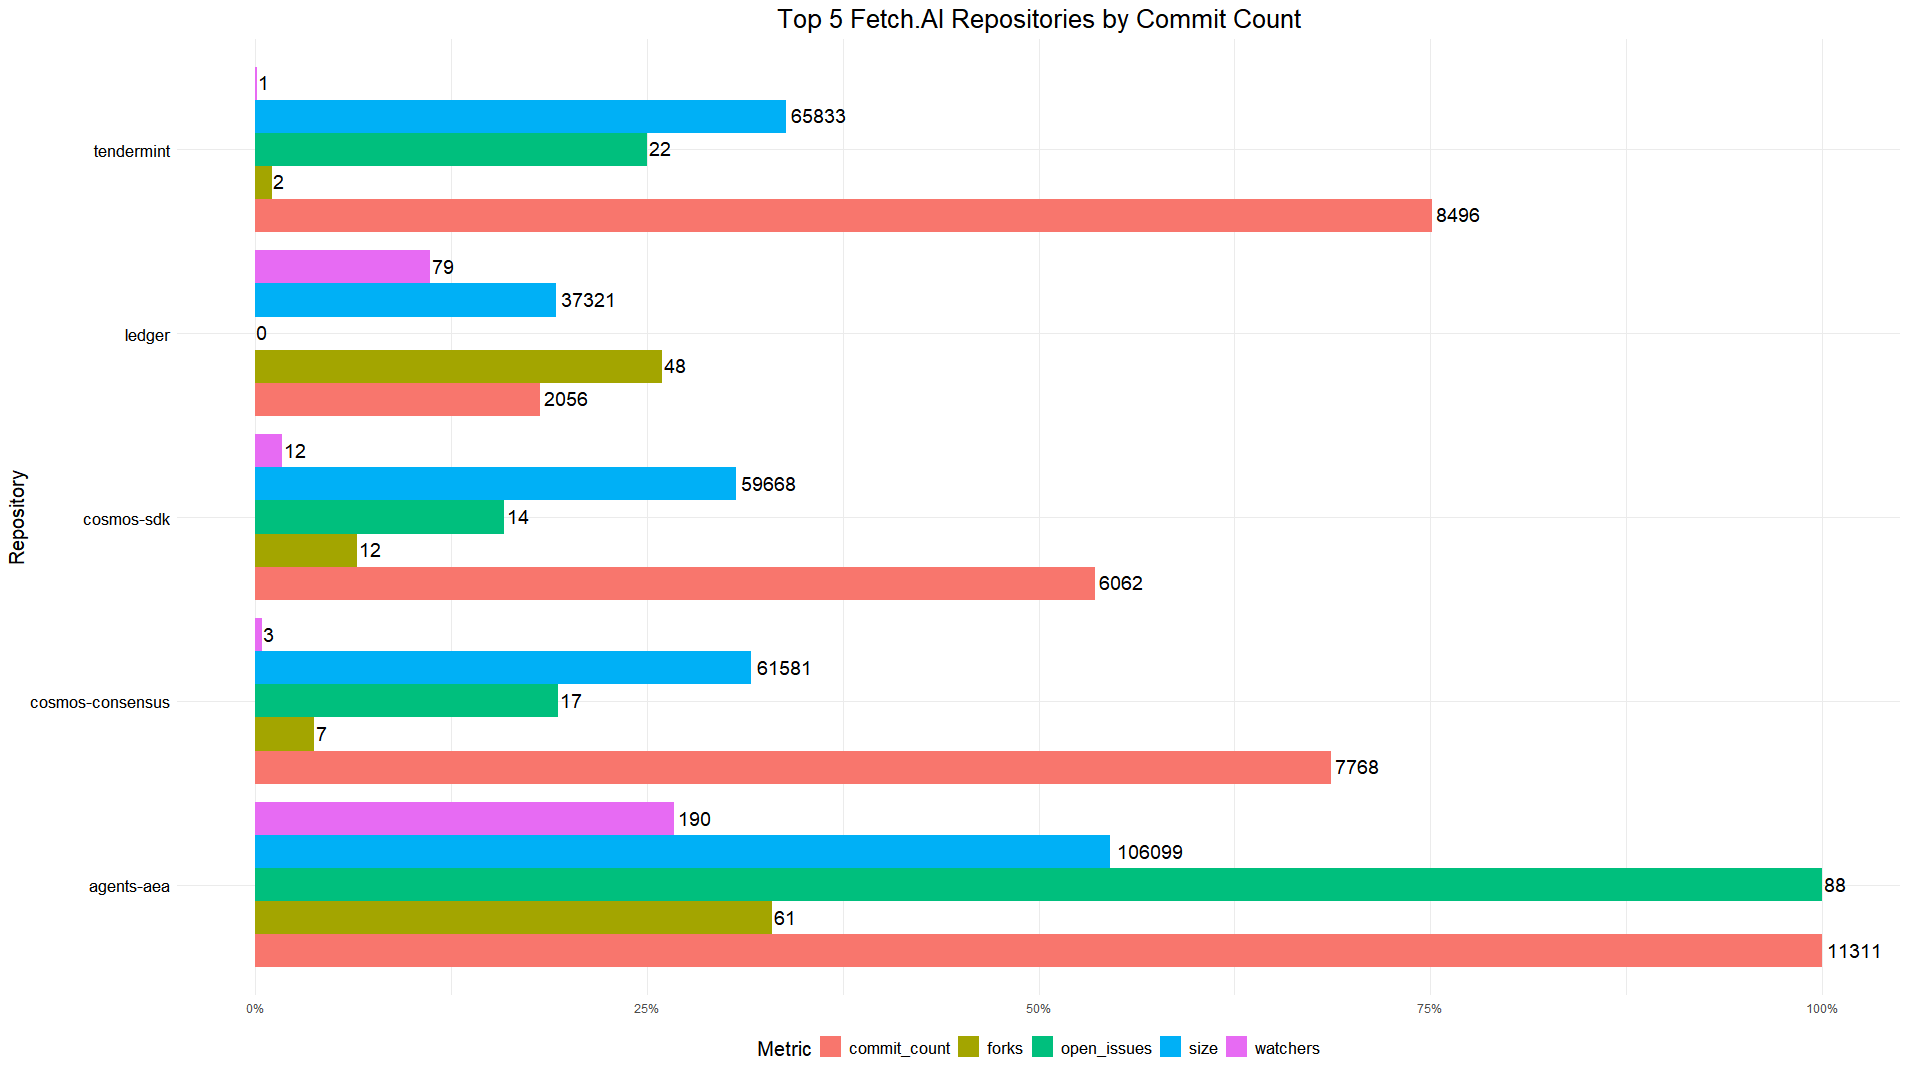 Top 5 Fetch.AI Repositories by Commit Count
Repository
tendermint
1
65833
22
2
8496
ledger
79
37321
0
48
2056
cosmos-sdk
12
59668
14
12
6062
cosmos-consensus
3
61581
17
7
7768
agents-aea
190
106099
88
61
11311
0% 25% 50% 75% 100%
Metric commit_count forks open_issues size watchers